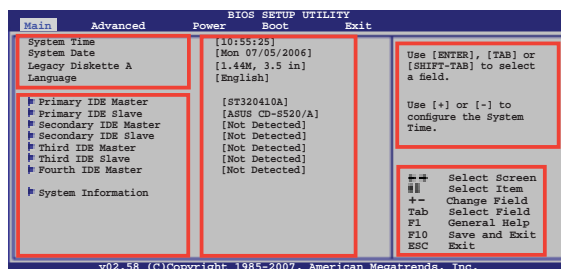 BIOS SETUP UTILITY
Main Advanced Power Boot Exit
System Time [10:55:25]
System Date [Mon 07/05/2006]
Legacy Diskette A [1.44M, 3.5 in]
Language [English]
Primary IDE Master [ST320410A]
Primary IDE Slave [ASUS CD-S520/A]
Secondary IDE Master [Not Detected]
Secondary IDE Slave [Not Detected]
Third IDE Master [Not Detected]
Third IDE Slave [Not Detected]
Fourth IDE Master [Not Detected]
System Information
Use [ENTER], [TAB] or
[SHIFT-TAB] to select
a field.
Use [+] or [-] to
configure the System
Time.
Select Screen
Select Item
+- Change Field
Tab Select Field
F1 General Help
F10 Save and Exit
ESC Exit
v02.58 (C)Copyright 1985-2007, American Megatrends, Inc.